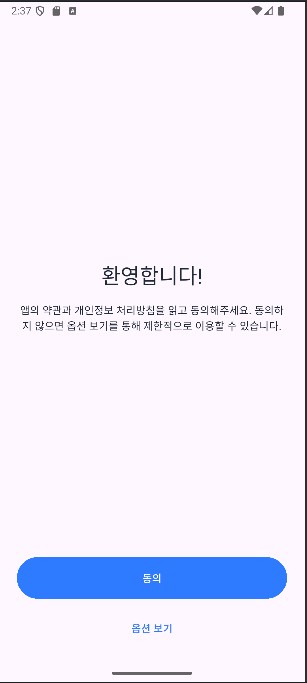 2:37
환영합니다!
앱의 약관과 개인정보 처리방침을 읽고 동의해주세요. 동의하
지 않으면 옵션 보기를 통해 제한적으로 이용할 수 있습니다.
동의
옵션 보기